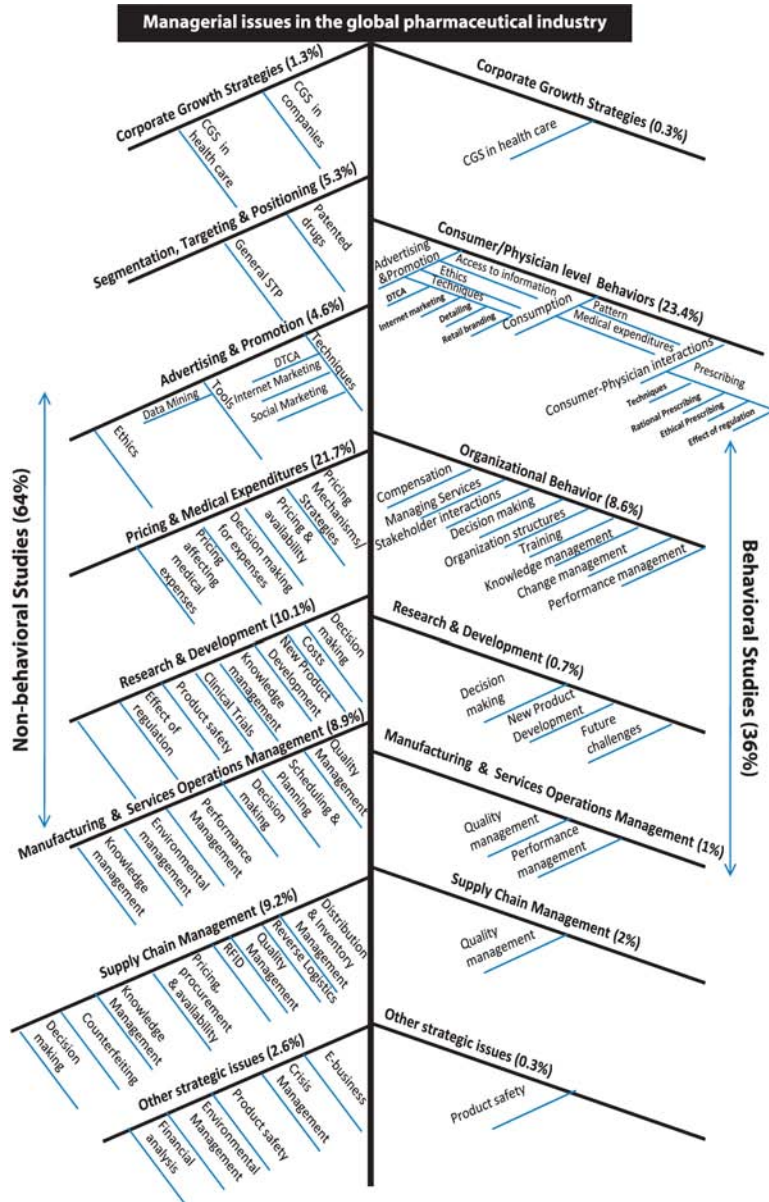 Managerial issues in the global pharmaceutical industry
Non-behavioral Studies (64%)
Corporate Growth Strategies (1.3%)
CGS in
health care
CGS in
companies
Segmentation, Targeting & Positioning (5.3%)
General STP
Patented
drugs
Advertising & Promotion (4.6%)
Ethics
Data Mining
Tools
DTCA
Internet Marketing
Social Marketing
Techniques
Pricing & Medical Expenditures (21.7%)
Pricing
affecting
medical
expenses
Decision making
for expenses
Pricing &
availability
Pricing
Mechanisms/
Strategies
Research & Development (10.1%)
Effect of
regulation
Product safety
Clinical Trials
Knowledge
management
New Product
Development
Costs
Decision
making
Manufacturing & Services Operations Management (8.9%)
Knowledge
management
Environmental
management
Performance
Management
Decision
making
Scheduling &
Planning
Quality
Management
Supply Chain Management (9.2%)
Decision
making
Counterfeiting
Knowledge
Management
Pricing,
procurement
& availability
RFID
Quality
Management
Reverse Logistics
Distribution
& Inventory
Management
Other strategic issues (2.6%)
Financial
analysis
Environmental
Management
Product safety
Crisis
Management
E-business
Behavioral Studies (36%)
Corporate Growth Strategies (0.3%)
CGS in health care
Consumer/Physician level Behaviors (23.4%)
Advertising
&Promotion
Access to information
Ethics
Techniques
DTCA
Internet marketing
Detailing
Retail branding
Consumption
Pattern
Medical expenditures
Consumer-Physician interactions
Prescribing
Techniques
Rational Prescribing
Ethical Prescribing
Effect of regulation
Organizational Behavior (8.6%)
Compensation
Managing Services
Stakeholder interactions
Decision making
Organization structures
Training
Knowledge management
Change management
Performance management
Research & Development (0.7%)
Decision
making
New Product
Development
Future
challenges
Manufacturing & Services Operations Management (1%)
Quality
management
Performance
management
Supply Chain Management (2%)
Quality
management
Other strategic issues (0.3%)
Product safety